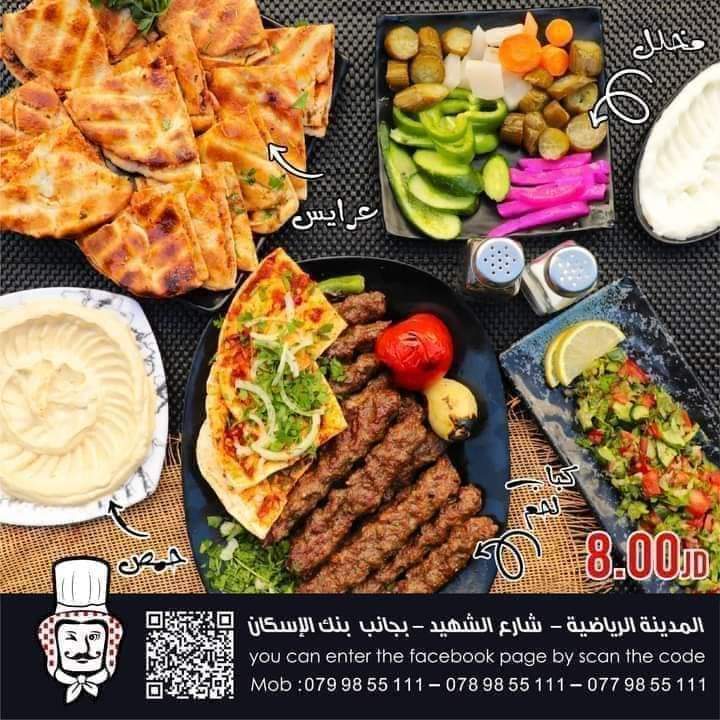 مخلل
عرايس
كباب لحم
حمص
8.00JD
المدينة الرياضية - شارع الشهيد - بجانب بنك الإسكان
you can enter the facebook page by scan the code
Mob :079 98 55 111 – 078 98 55 111 – 077 98 55 111